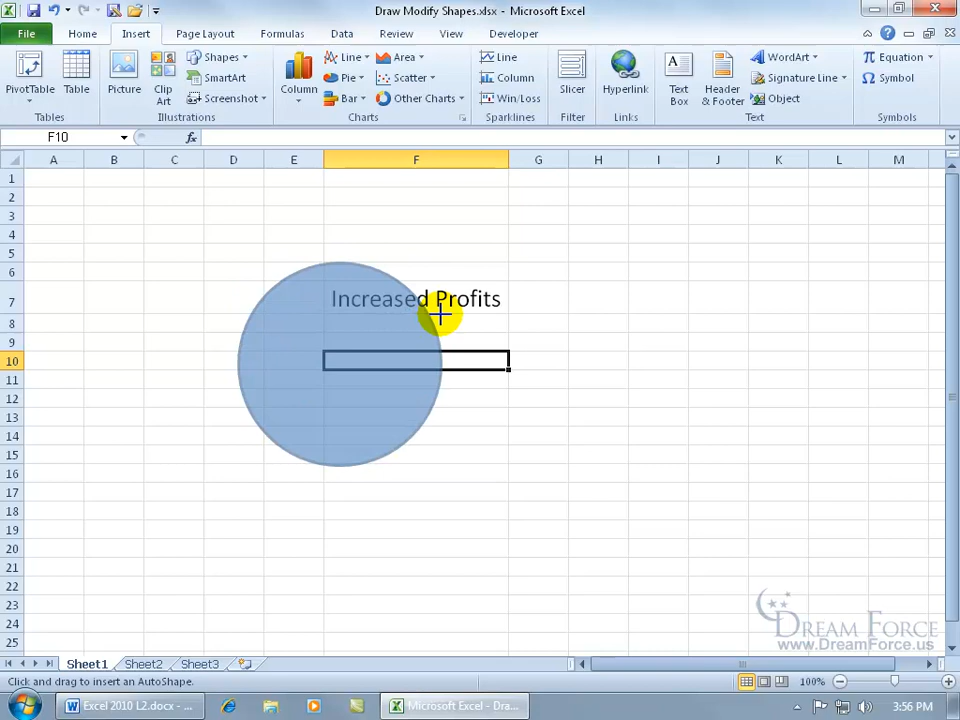 Draw Modify Shapes.xlsx - Microsoft Excel
File Home Insert Page Layout Formulas Data Review View Developer
PivotTable Table Picture Clip Art Shapes SmartArt Screenshot Column Line Pie Bar Area Scatter Other Charts Line Column Win/Loss Slicer Hyperlink Text Box Header & Footer WordArt Signature Line Object Equation Symbol
Tables Illustrations Charts Sparklines Filter Links Text Symbols
F10 fx
A B C D E F G H I J K L M
1
2
3
4
5
6
7 Increased Profits
8
9
10
11
12
13
14
15
16
17
18
19
20
21
22
23
24
25
DREAM FORCE
www.DreamForce.us
Sheet1 Sheet2 Sheet3
Click and drag to insert an AutoShape. 100%
Excel 2010 L2.docx - ... Microsoft Excel - Dra... 3:56 PM